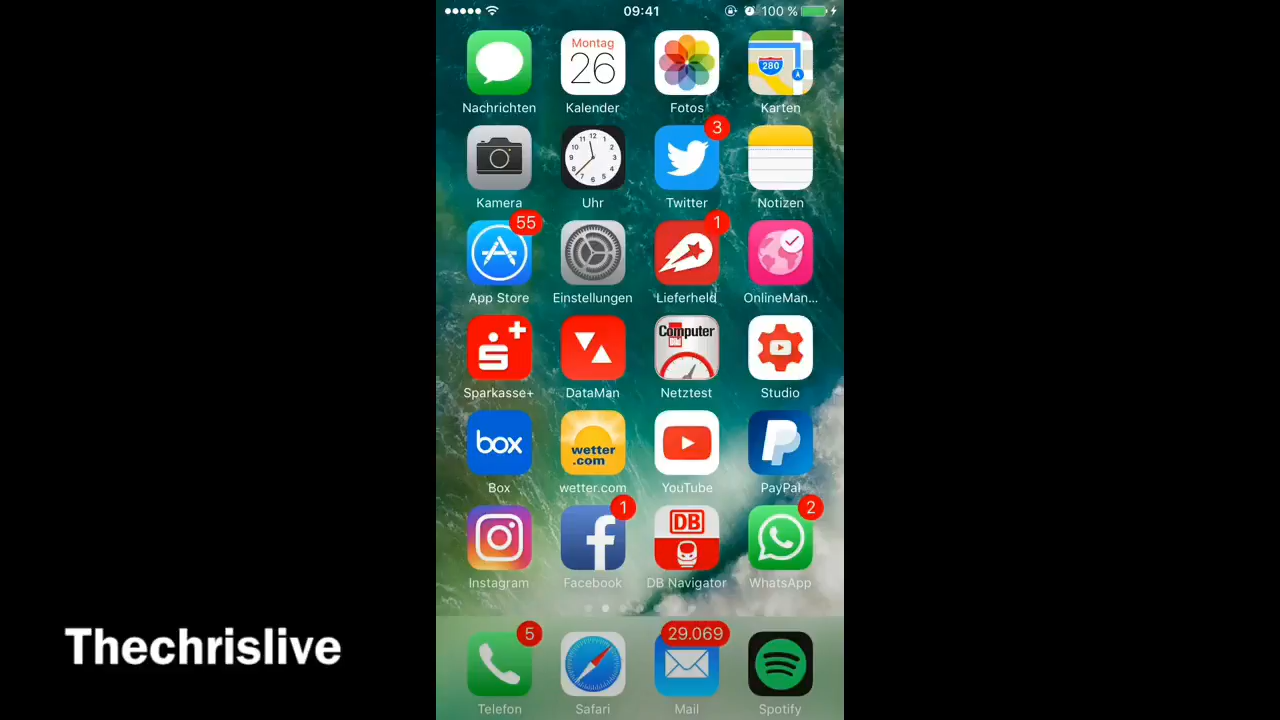 09:41 100 %
Montag
26
280
Nachrichten Kalender Fotos Karten
3
Kamera Uhr Twitter Notizen
55 1
App Store Einstellungen Lieferheld OnlineMan...
Computer
Sparkasse+ DataMan Netztest Studio
box wetter.com
Box wetter.com YouTube PayPal
1 DB 2
Instagram Facebook DB Navigator WhatsApp
Thechrislive
5 29.069
Telefon Safari Mail Spotify